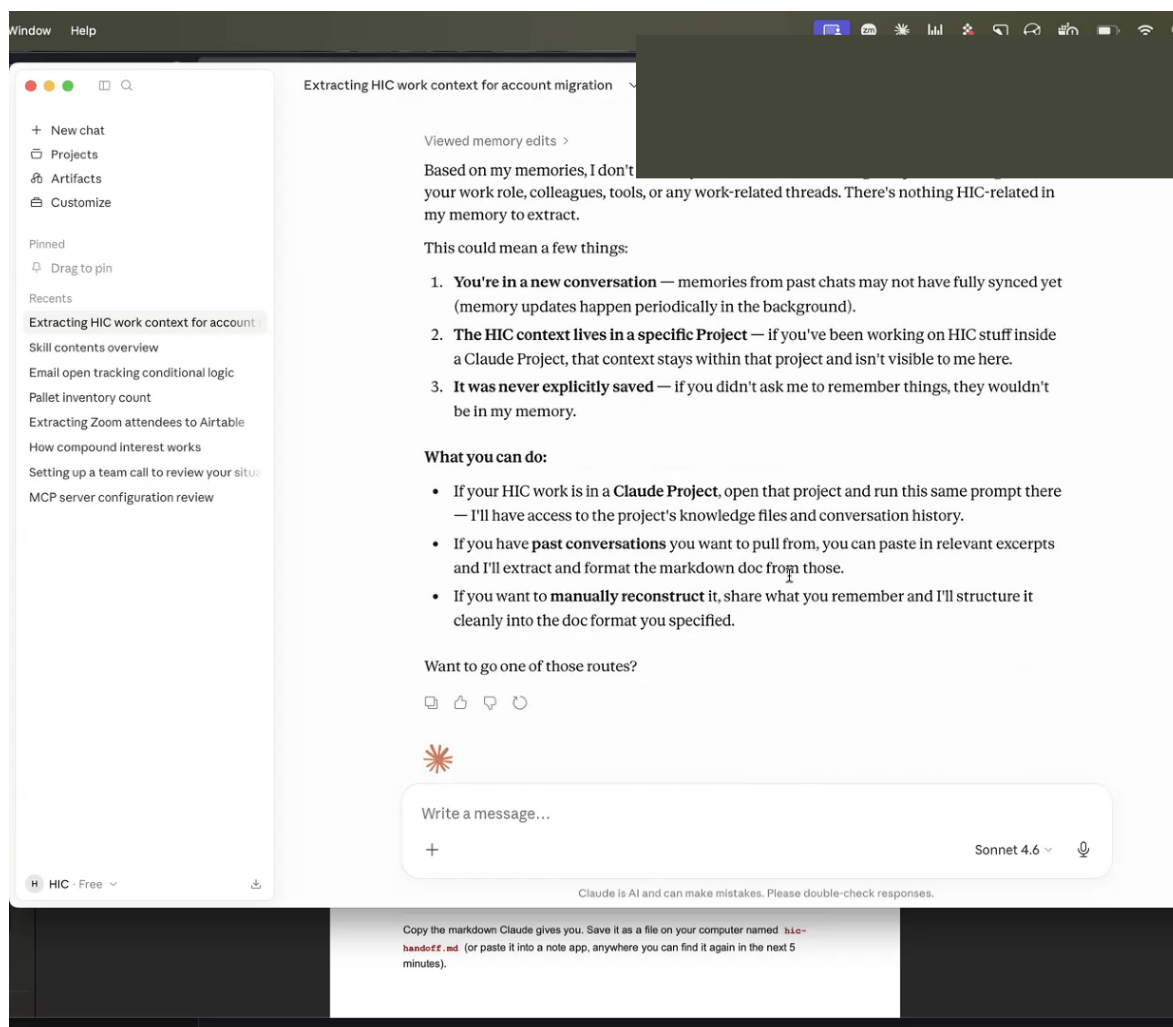 Window Help
zm
Extracting HIC work context for account migration
New chat
Projects
Artifacts
Customize
Pinned
Drag to pin
Recents
Extracting HIC work context for account
Skill contents overview
Email open tracking conditional logic
Pallet inventory count
Extracting Zoom attendees to Airtable
How compound interest works
Setting up a team call to review your situa
MCP server configuration review
H HIC · Free
Viewed memory edits >
Based on my memories, I don't
your work role, colleagues, tools, or any work-related threads. There's nothing HIC-related in
my memory to extract.
This could mean a few things:
1. You're in a new conversation — memories from past chats may not have fully synced yet
(memory updates happen periodically in the background).
2. The HIC context lives in a specific Project — if you've been working on HIC stuff inside
a Claude Project, that context stays within that project and isn't visible to me here.
3. It was never explicitly saved — if you didn't ask me to remember things, they wouldn't
be in my memory.
What you can do:
• If your HIC work is in a Claude Project, open that project and run this same prompt there
— I'll have access to the project's knowledge files and conversation history.
• If you have past conversations you want to pull from, you can paste in relevant excerpts
and I'll extract and format the markdown doc from those.
• If you want to manually reconstruct it, share what you remember and I'll structure it
cleanly into the doc format you specified.
Want to go one of those routes?
Write a message...
Sonnet 4.6
Claude is AI and can make mistakes. Please double-check responses.
Copy the markdown Claude gives you. Save it as a file on your computer named hic-
handoff.md (or paste it into a note app, anywhere you can find it again in the next 5
minutes).